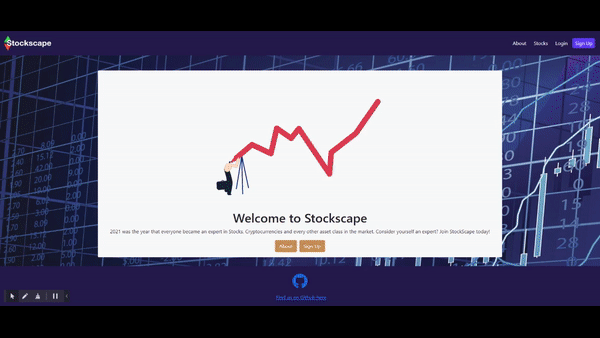 Stockscape
About Stocks Login Sign Up
Welcome to Stockscape
2021 was the year that everyone became an expert in Stocks, Cryptocurrencies and every other asset class in the market. Consider yourself an expert? Join StockScape today!
About Sign Up
Find us on Github here